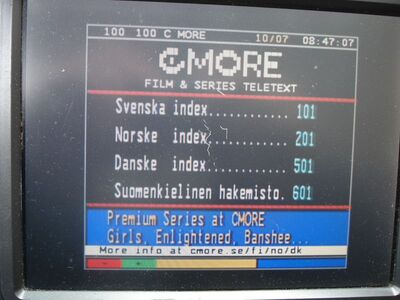 100 100 C MORE 10/07 08:47:07
CMORE
FILM & SERIES TELETEXT
Svenska index............ 101
Norske index............. 201
Danske index............. 501
Suomenkielinen hakemisto. 601
Premium Series at CMORE
Girls, Enlightened, Banshee...
More info at cmore.se/fi/no/dk